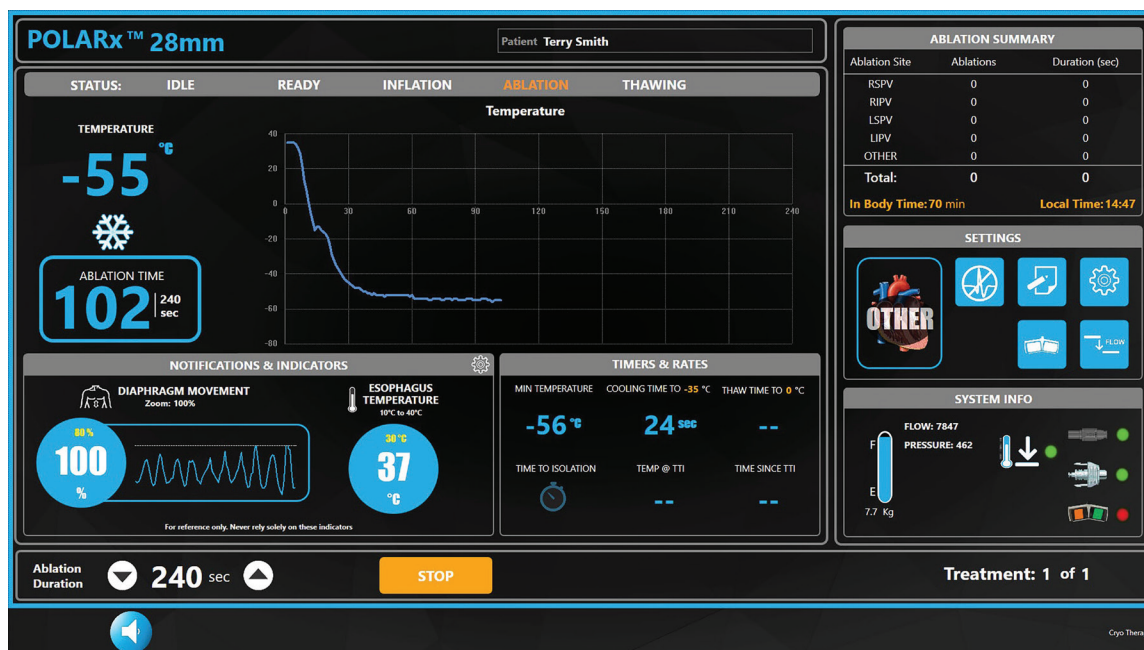 POLARx™ 28mm
Patient Terry Smith
STATUS: IDLE READY INFLATION ABLATION THAWING
TEMPERATURE
-55 °C
ABLATION TIME
102 240 sec
Temperature
40
20
0
-20
-40
-60
-80
0 30 60 90 120 150 180 210 240
NOTIFICATIONS & INDICATORS
DIAPHRAGM MOVEMENT
Zoom: 100%
80 %
100
%
ESOPHAGUS
TEMPERATURE
10°C to 40°C
30 °C
37
°C
For reference only. Never rely solely on these indicators
TIMERS & RATES
MIN TEMPERATURE COOLING TIME TO -35 °C THAW TIME TO 0 °C
-56 °C 24 sec --
TIME TO ISOLATION TEMP @ TTI TIME SINCE TTI
-- --
ABLATION SUMMARY
Ablation Site Ablations Duration (sec)
RSPV 0 0
RIPV 0 0
LSPV 0 0
LIPV 0 0
OTHER 0 0
Total: 0 0
In Body Time: 70 min Local Time: 14:47
SETTINGS
OTHER
FLOW
SYSTEM INFO
FLOW: 7847
PRESSURE: 462
F
E
7.7 Kg
Ablation
Duration
240 sec
STOP
Treatment: 1 of 1
Cryo Thera